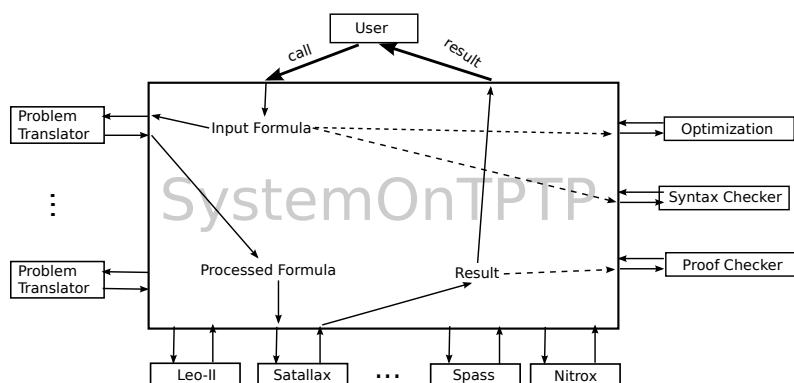 User
call
result
Problem
Translator
Input Formula
Optimization
SystemOnTPTP
Syntax Checker
...
Problem
Translator
Processed Formula
Result
Proof Checker
Leo-II
Satallax
...
Spass
Nitrox